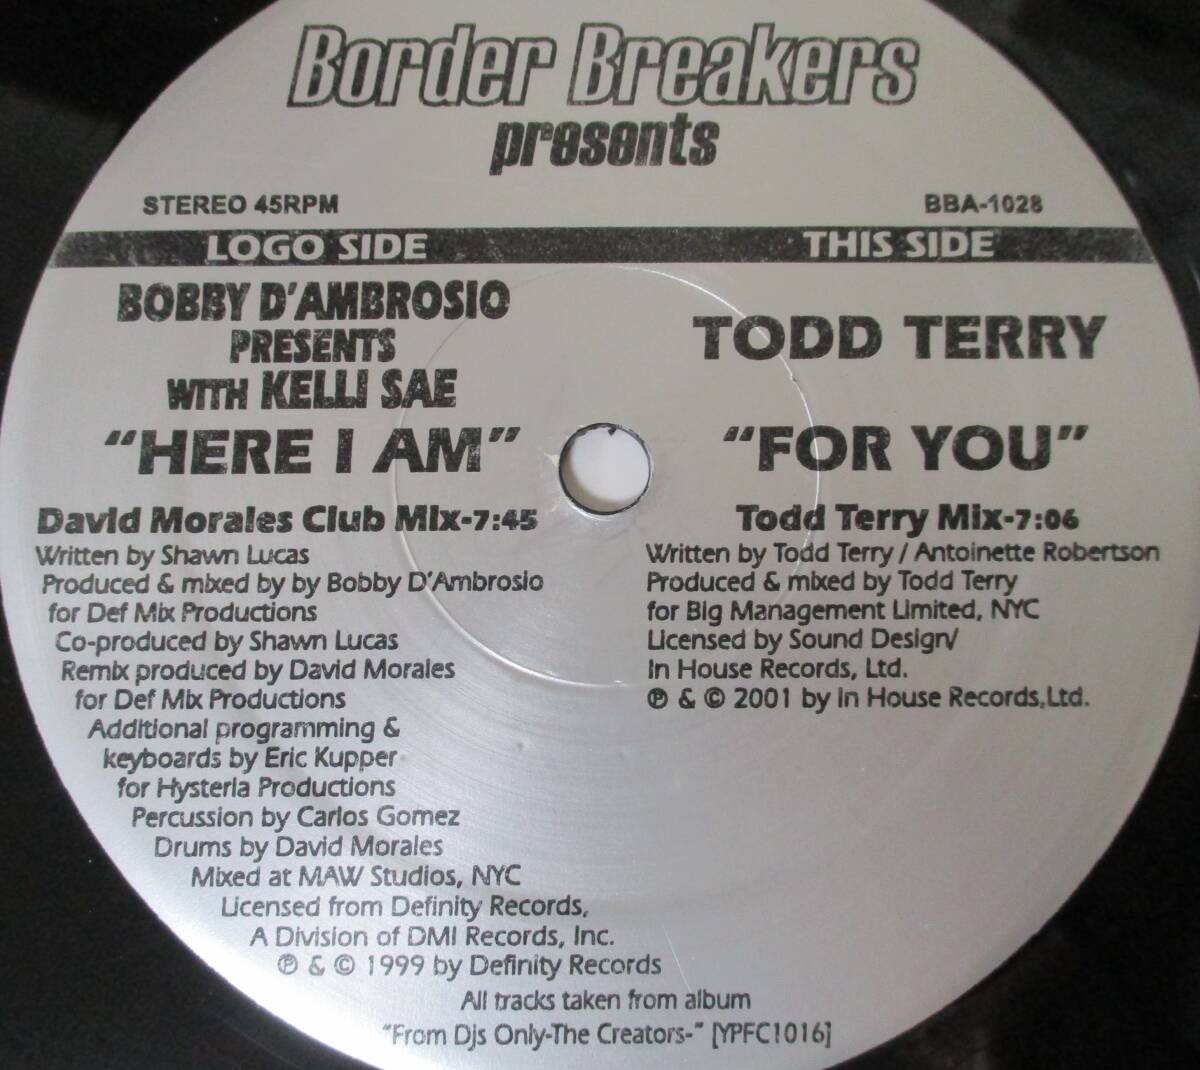 Border Breakers
presents
STEREO 45RPM
BBA-1028
LOGO SIDE
BOBBY D'AMBROSIO
PRESENTS
WITH KELLI SAE
"HERE I AM"
David Morales Club Mix-7:45
Written by Shawn Lucas
Produced & mixed by by Bobby D'Ambrosio
for Def Mix Productions
Co-produced by Shawn Lucas
Remix produced by David Morales
for Def Mix Productions
Additional programming &
keyboards by Eric Kupper
for Hysteria Productions
Percussion by Carlos Gomez
Drums by David Morales
Mixed at MAW Studios, NYC
Licensed from Definity Records,
A Division of DMI Records, Inc.
℗ & © 1999 by Definity Records
THIS SIDE
TODD TERRY
"FOR YOU"
Todd Terry Mix-7:06
Written by Todd Terry / Antoinette Robertson
Produced & mixed by Todd Terry
for Big Management Limited, NYC
Licensed by Sound Design/
In House Records, Ltd.
℗ & © 2001 by In House Records,Ltd.
All tracks taken from album
"From Djs Only-The Creators-" [YPFC1016]